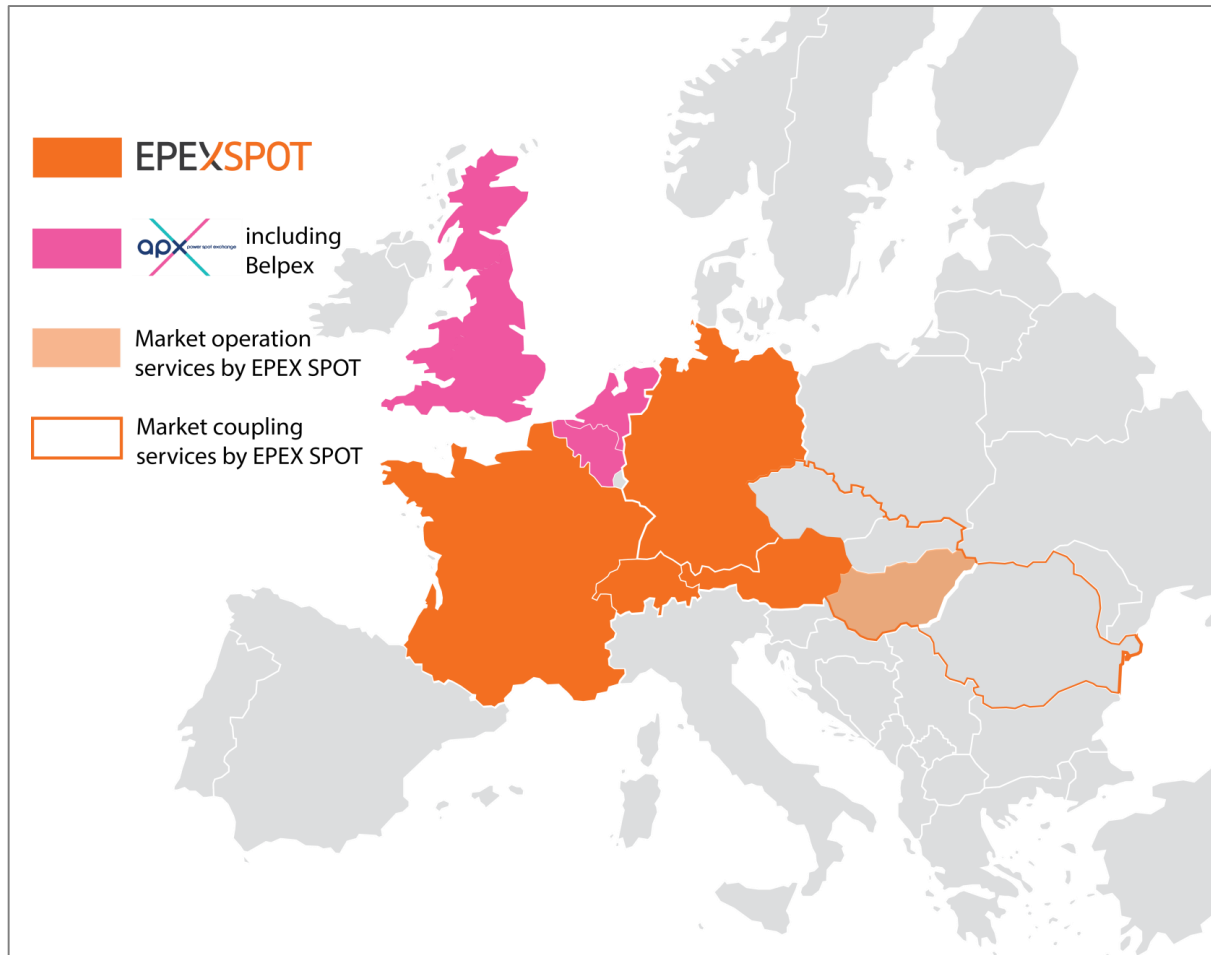 EPEXSPOT
apx power spot exchange
including
Belpex
Market operation
services by EPEX SPOT
Market coupling
services by EPEX SPOT